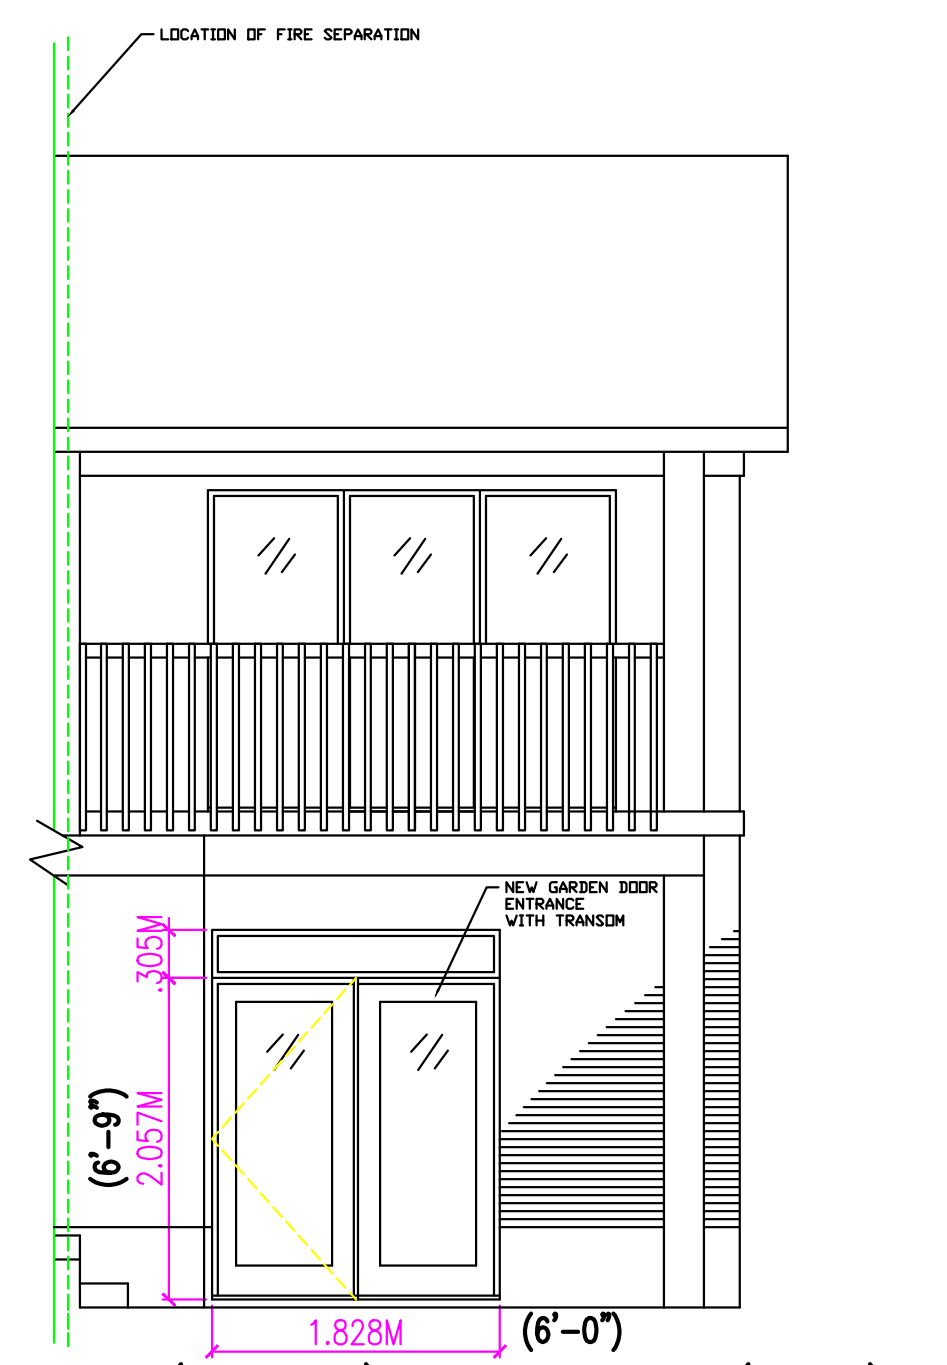 LOCATION OF FIRE SEPARATION
NEW GARDEN DOOR
ENTRANCE
WITH TRANSOM
.305M
(6'-9")
2.057M
1.828M
(6'-0")